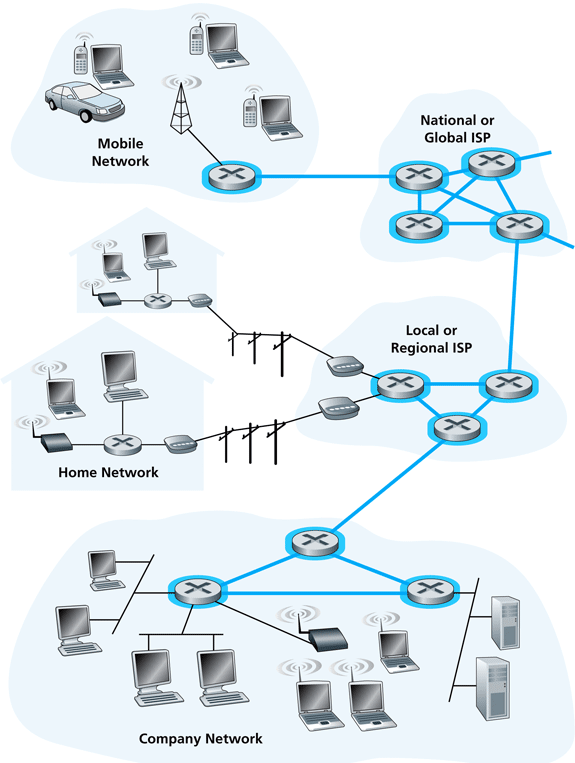 National or
Global ISP
Mobile
Network
Local or
Regional ISP
Home Network
Company Network